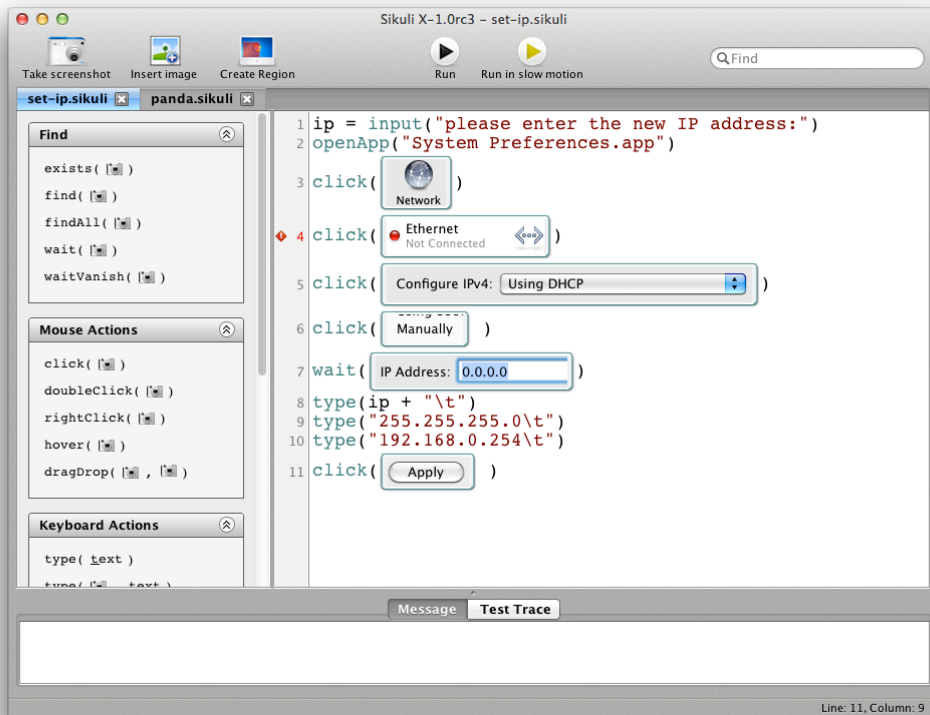 Sikuli X-1.0rc3 - set-ip.sikuli
Take screenshot Insert image Create Region Run Run in slow motion Find
set-ip.sikuli panda.sikuli
Find
exists( )
find( )
findAll( )
wait( )
waitVanish( )
Mouse Actions
click( )
doubleClick( )
rightClick( )
hover( )
dragDrop( , )
Keyboard Actions
type( text )
type( , text )
1 ip = input("please enter the new IP address:")
2 openApp("System Preferences.app")
3 click( Network )
4 click( Ethernet
Not Connected )
5 click( Configure IPv4: Using DHCP )
6 click( Manually )
7 wait( IP Address: 0.0.0.0 )
8 type(ip + "\t")
9 type("255.255.255.0\t")
10 type("192.168.0.254\t")
11 click( Apply )
Message Test Trace
Line: 11, Column: 9